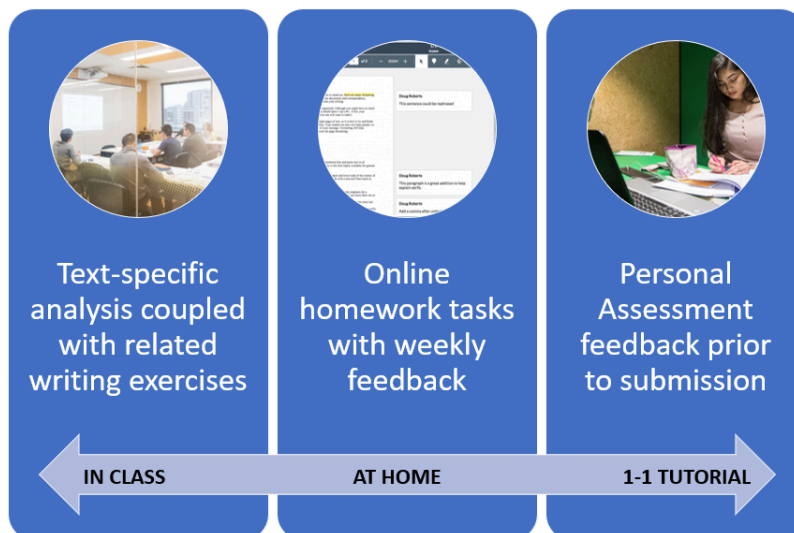 Text-specific
analysis coupled
with related
writing exercises
Doug Roberts
This sentence could be rephrased
Doug Roberts
This paragraph is a great addition to help
Doug Roberts
Online
homework tasks
with weekly
feedback
Personal
Assessment
feedback prior
to submission
IN CLASS
AT HOME
1-1 TUTORIAL